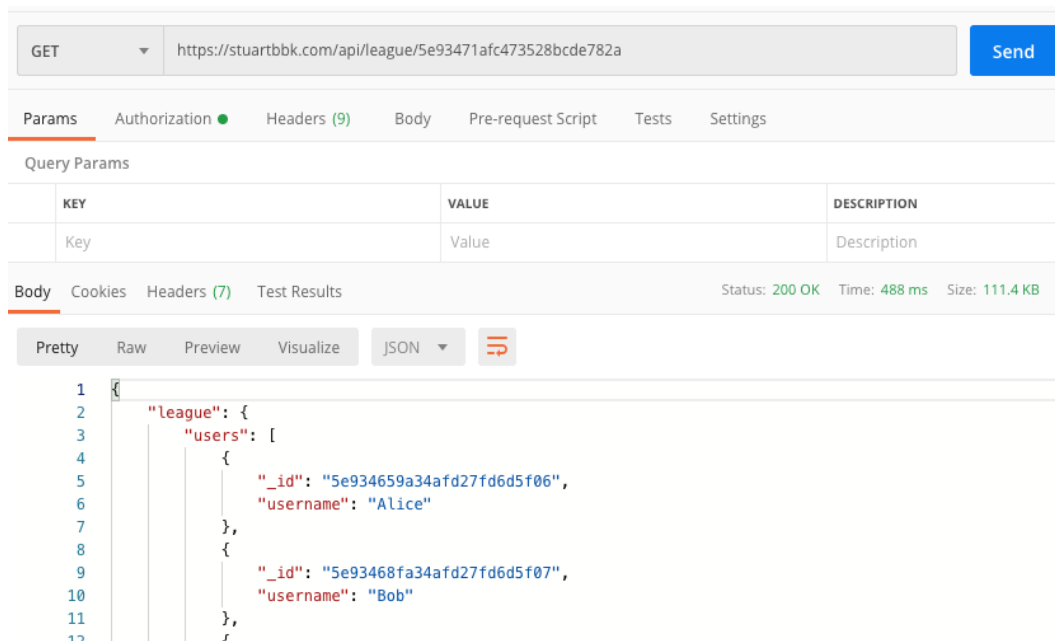 GET https://stuartbbk.com/api/league/5e93471afc473528bcde782a Send
Params Authorization Headers (9) Body Pre-request Script Tests Settings
Query Params
KEY VALUE DESCRIPTION
Key Value Description
Body Cookies Headers (7) Test Results Status: 200 OK Time: 488 ms Size: 111.4 KB
Pretty Raw Preview Visualize JSON
1 {
2 "league": {
3 "users": [
4 {
5 "_id": "5e934659a34afd27fd6d5f06",
6 "username": "Alice"
7 },
8 {
9 "_id": "5e93468fa34afd27fd6d5f07",
10 "username": "Bob"
11 },
12 {